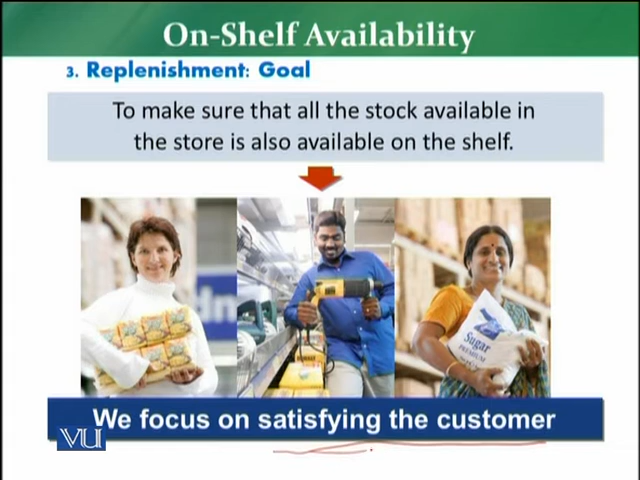 On-Shelf Availability
3. Replenishment: Goal
To make sure that all the stock available in
the store is also available on the shelf.
Sugar
PREMIUM
We focus on satisfying the customer
VU